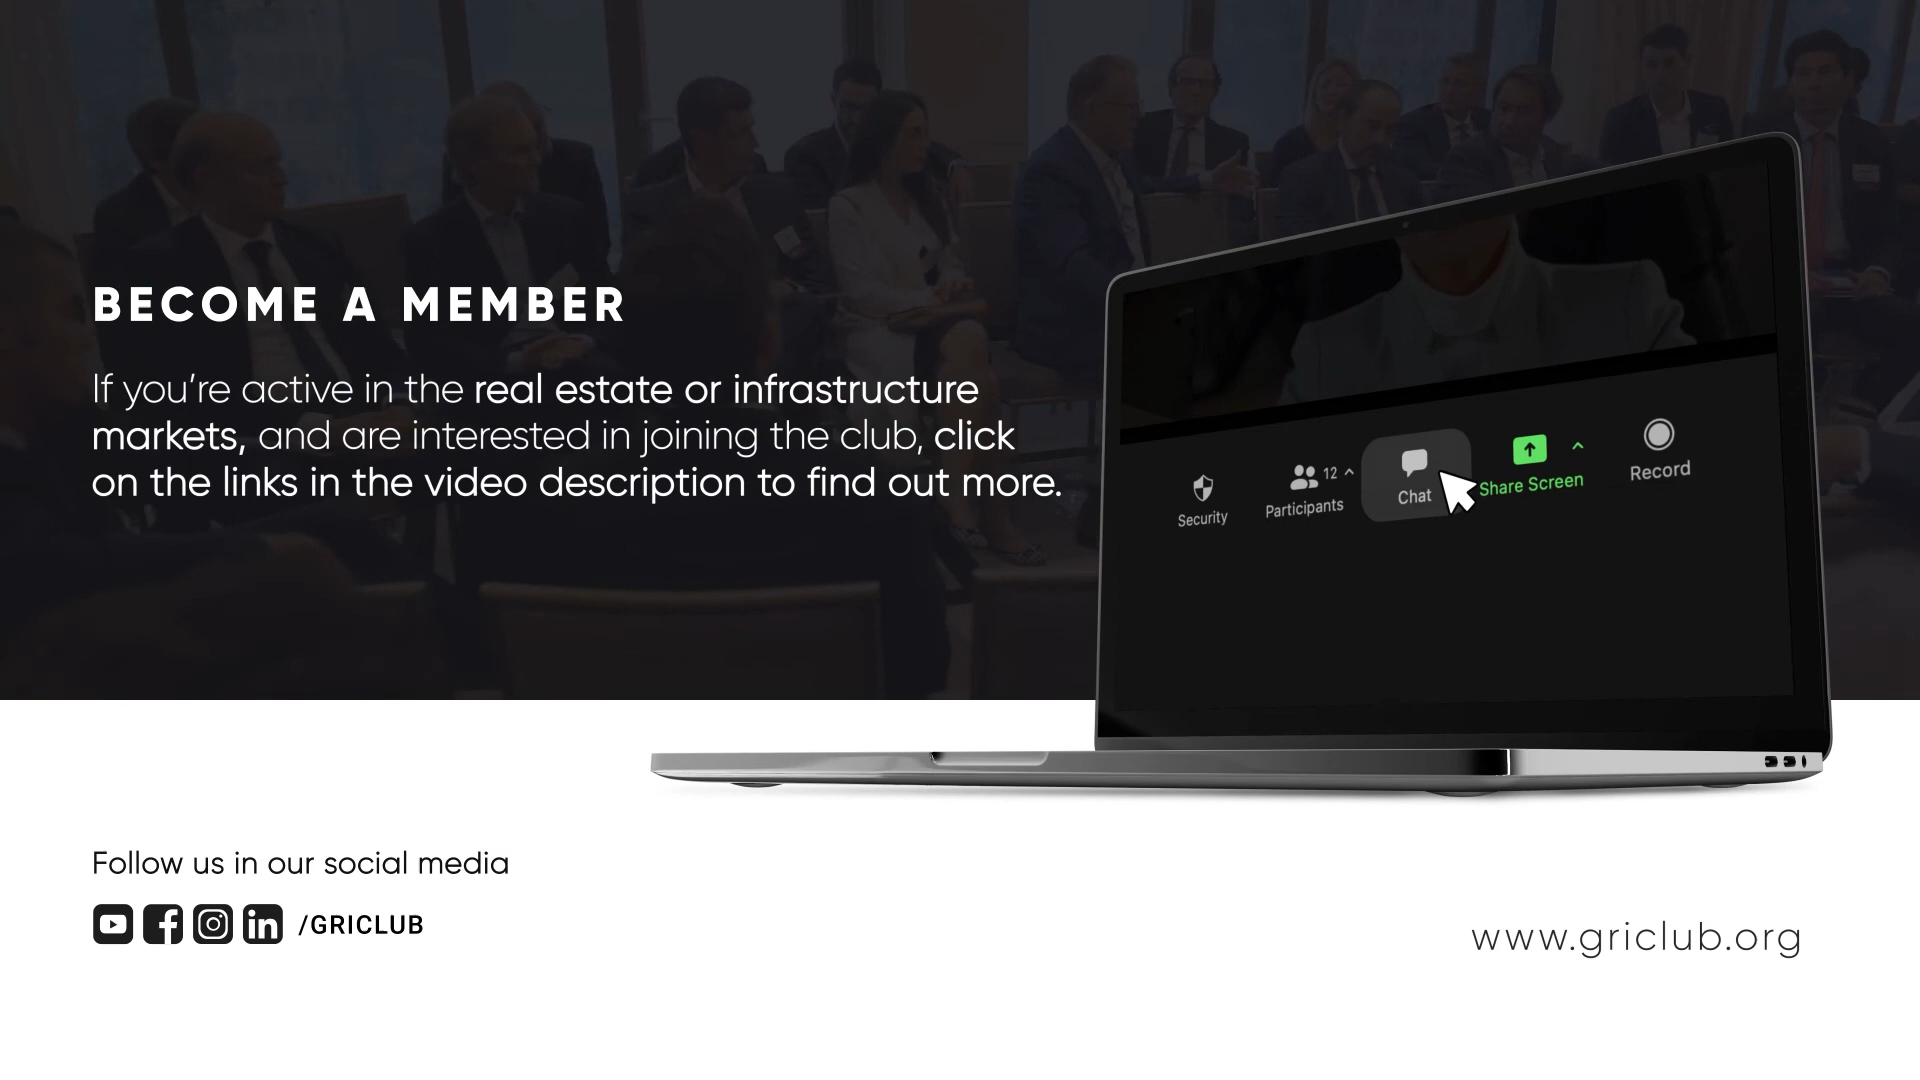 BECOME A MEMBER
If you’re active in the real estate or infrastructure
markets, and are interested in joining the club, click
on the links in the video description to find out more.
Security
Participants
12
Chat
Share Screen
Record
Follow us in our social media
/GRICLUB
www.griclub.org